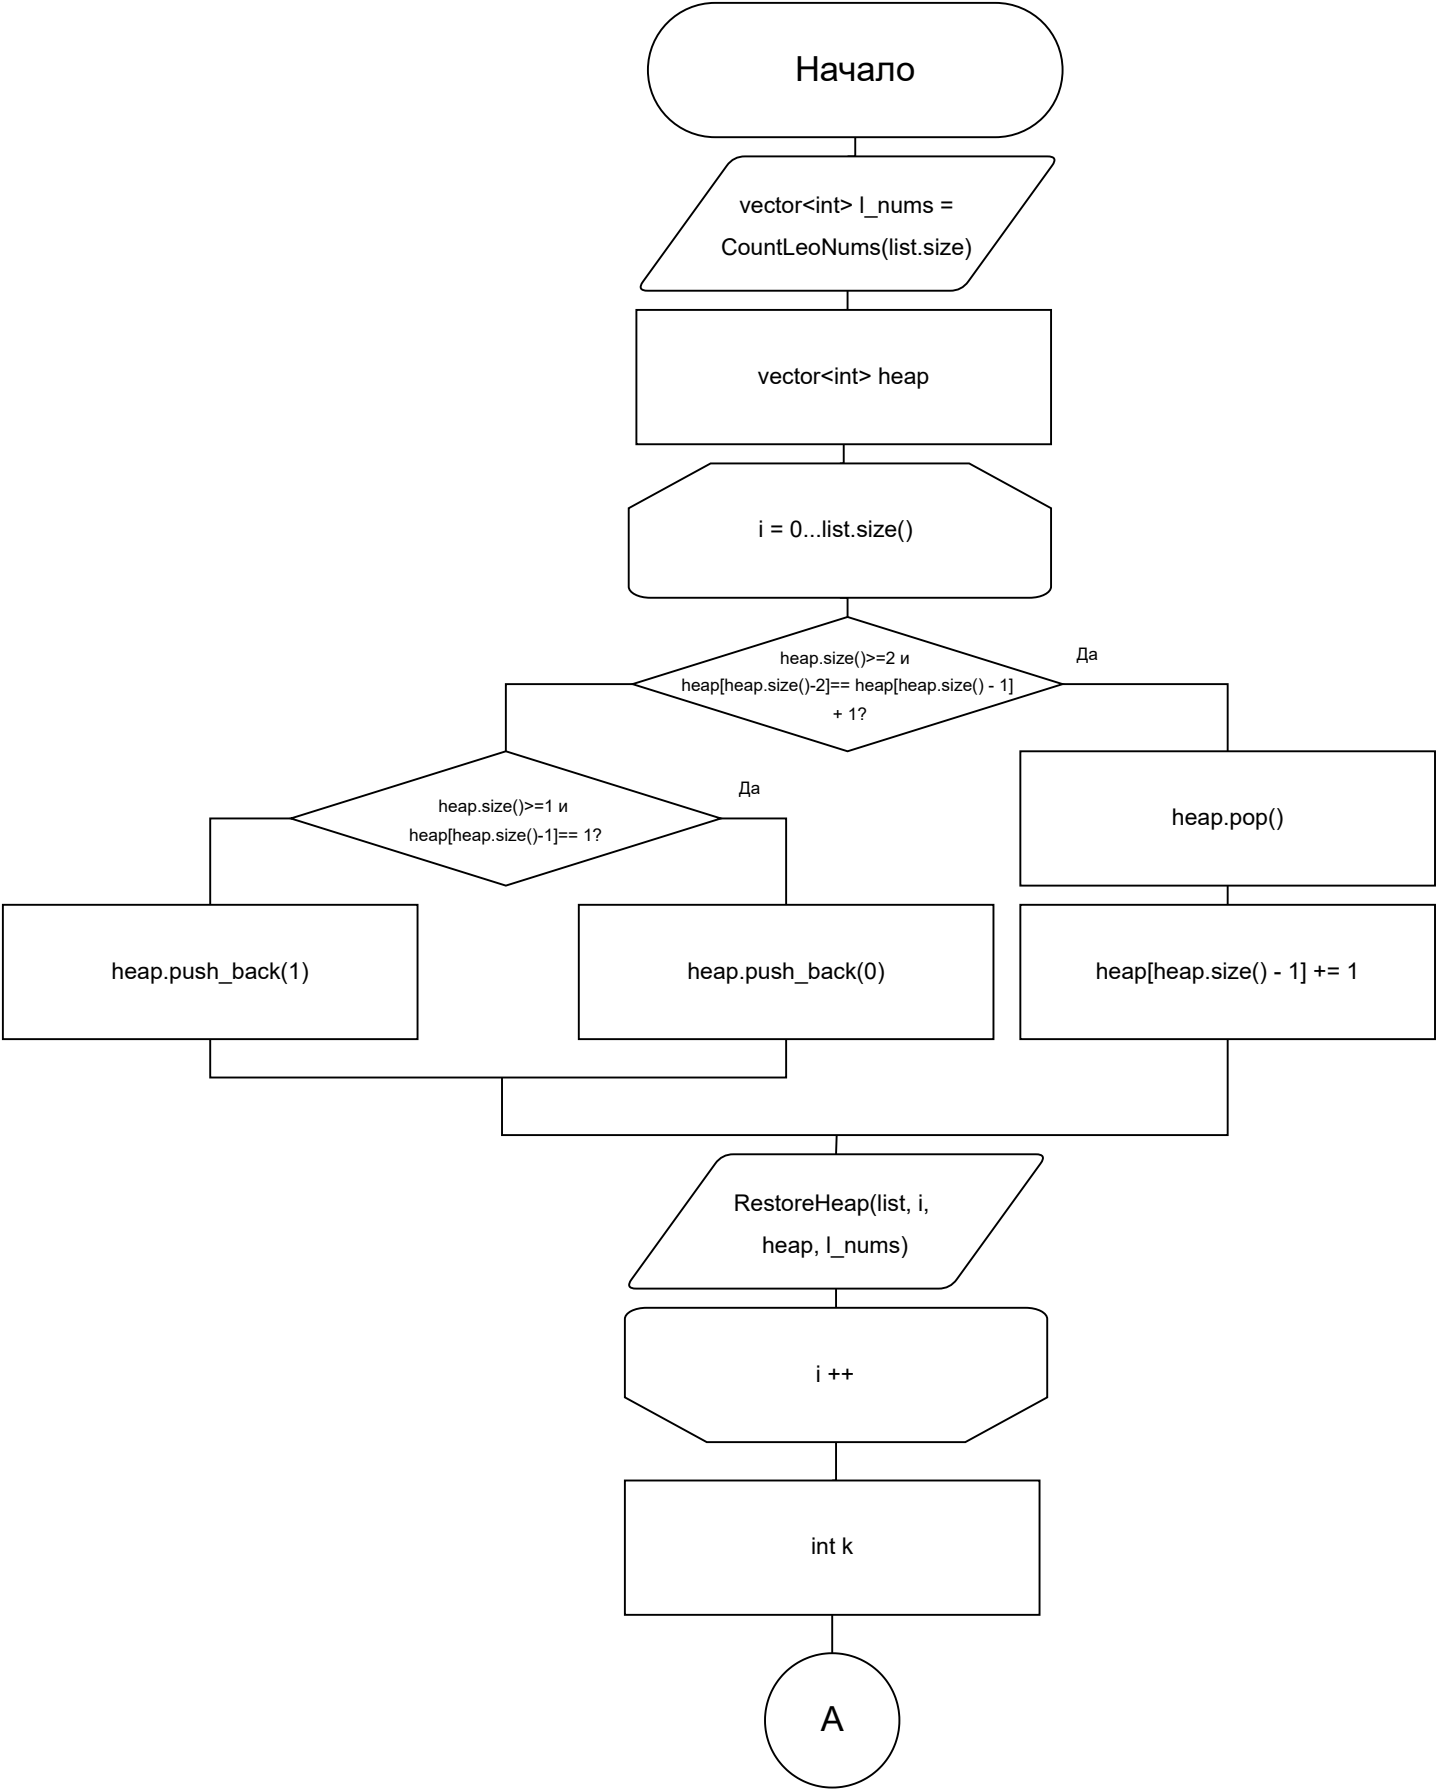 Начало
vector<int> l_nums =
CountLeoNums(list.size)
vector<int> heap
i = 0...list.size()
heap.size()>=2 и
heap[heap.size()-2]== heap[heap.size() - 1]
+ 1?
Да
heap.size()>=1 и
heap[heap.size()-1]== 1?
Да
heap.pop()
heap.push_back(1)
heap.push_back(0)
heap[heap.size() - 1] += 1
RestoreHeap(list, i,
heap, l_nums)
i ++
int k
A